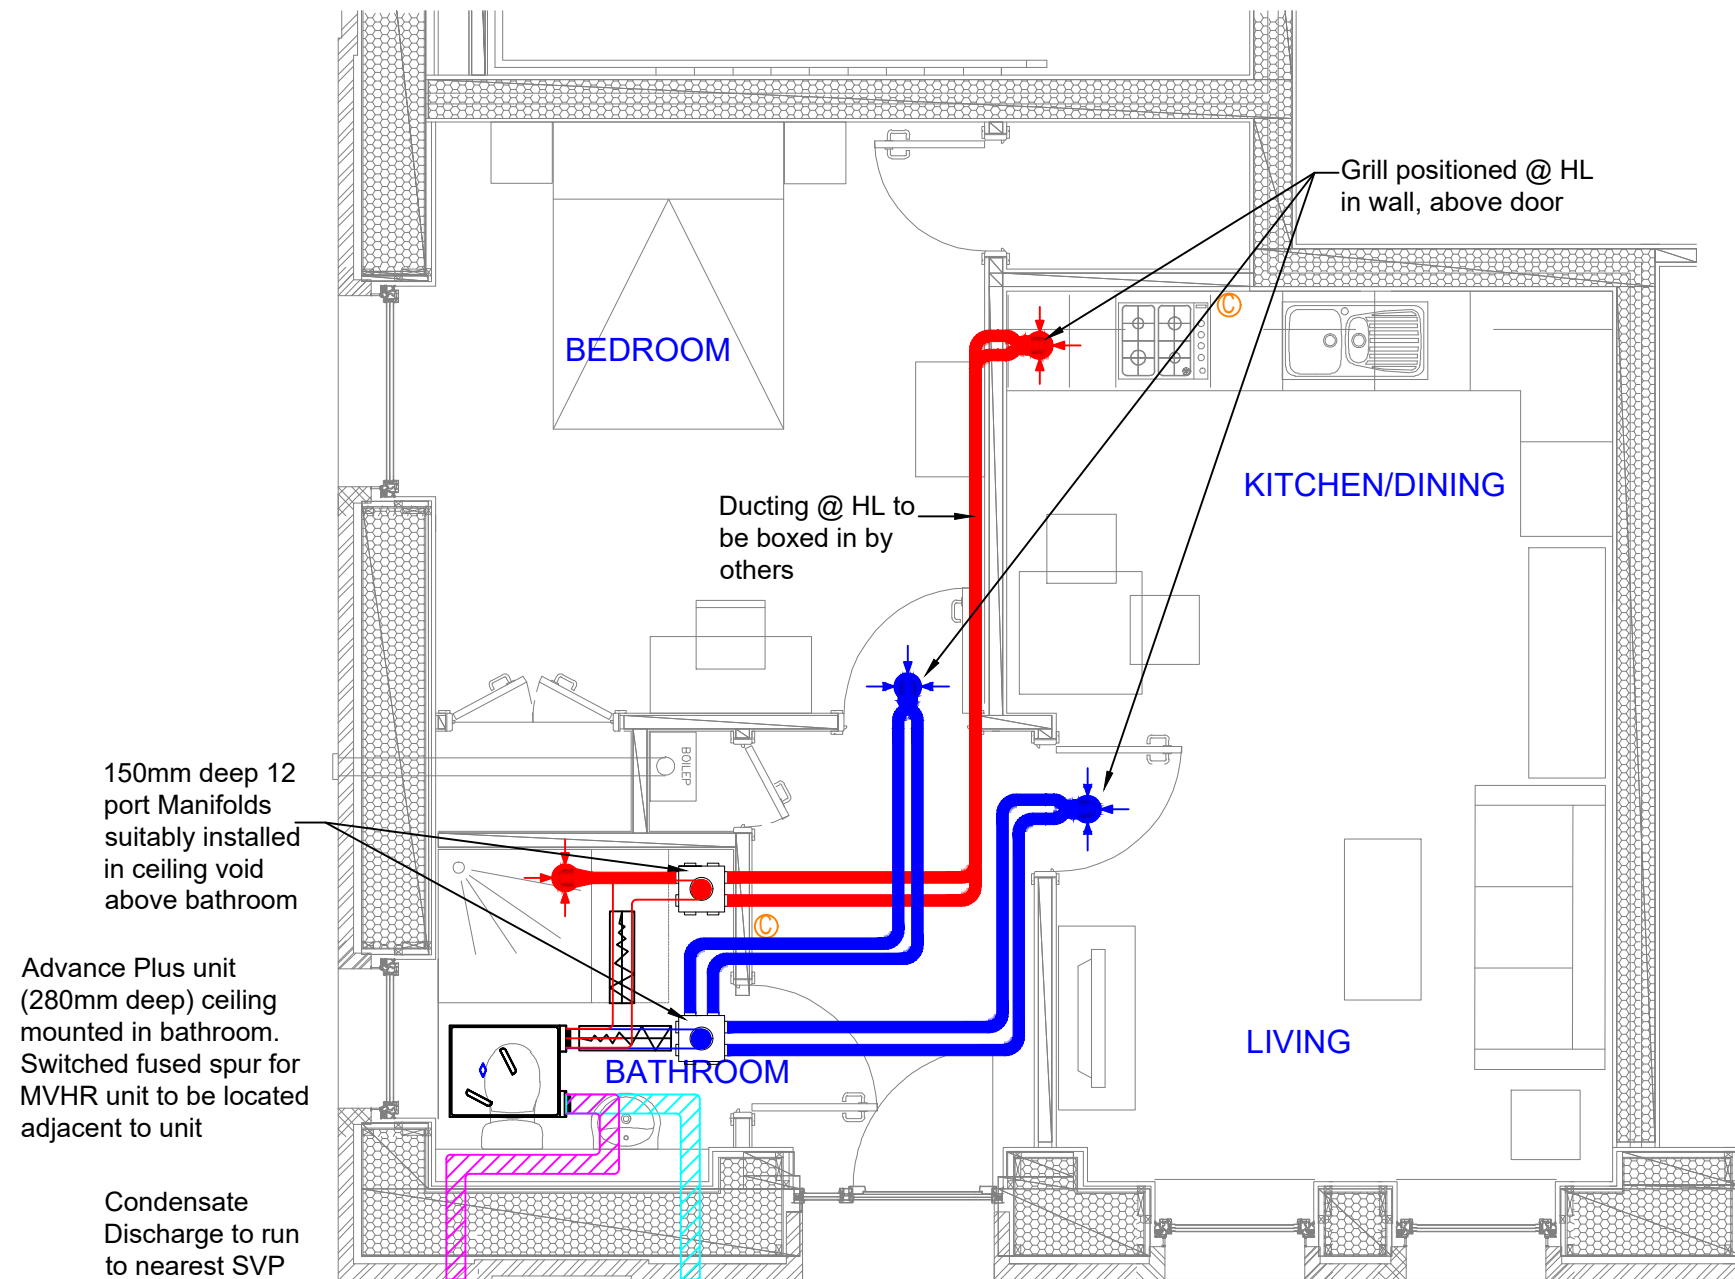 Grill positioned @ HL
in wall, above door
BEDROOM
KITCHEN/DINING
Ducting @ HL to
be boxed in by
others
BOILEP
150mm deep 12
port Manifolds
suitably installed
in ceiling void
above bathroom
Advance Plus unit
(280mm deep) ceiling
mounted in bathroom.
Switched fused spur for
MVHR unit to be located
adjacent to unit
BATHROOM
LIVING
Condensate
Discharge to run
to nearest SVP
©
©